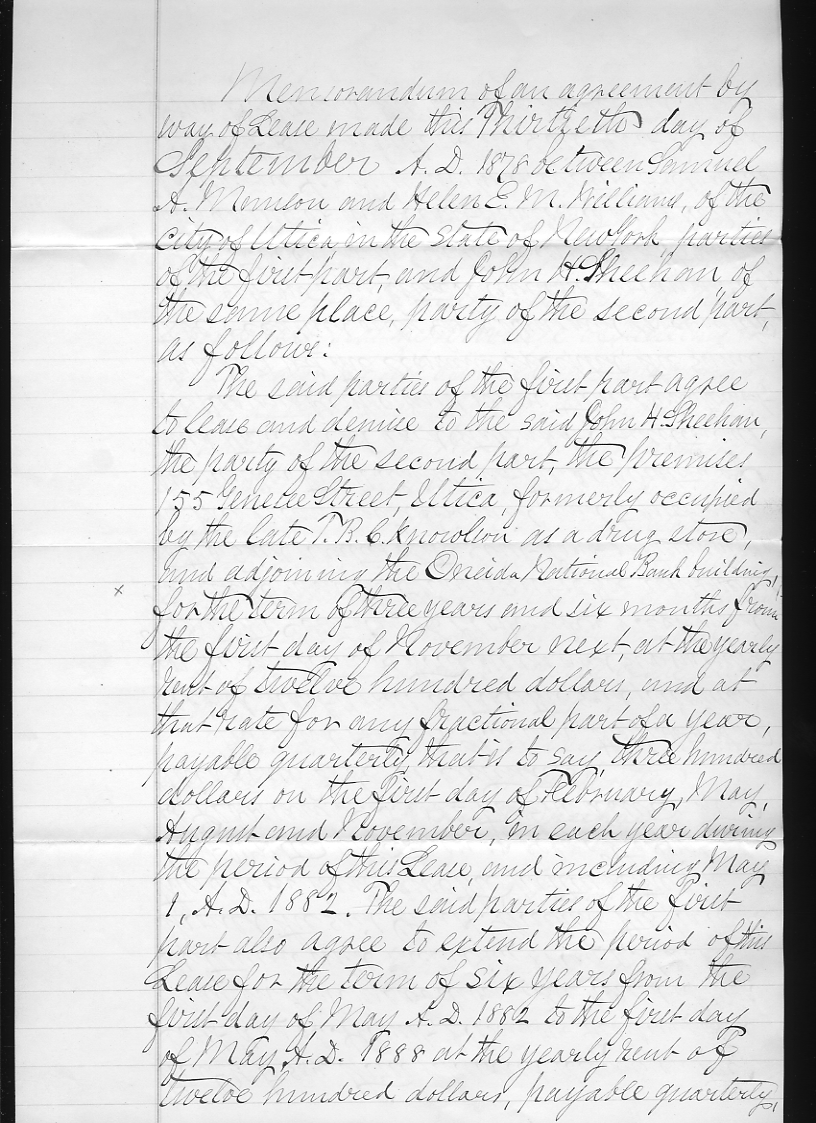 Memorandum of an agreement by
way of Lease made this Thirtieth day of
September A. D. 1878 between Samuel
A. Munson and Helen E. M. Williams, of the
city of Utica in the State of New York, parties
of the first part, and John H. Sheehan of
the same place, party of the second part,
as follows:
The said parties of the first part agree
to lease and demise to the said John H. Sheehan,
the party of the second part, the premises
155 Genesee Street, Utica, formerly occupied
by the late T. B. C. Knowlson as a drug store,
and adjoining the Oneida National Bank building,
x
for the term of three years and six months from
the first day of November next, at the yearly
rent of twelve hundred dollars, and at
that rate for any fractional part of a year,
payable quarterly, that is to say, three hundred
dollars on the first day of February, May,
August and November, in each year during
the period of this Lease, and including May
1, A. D. 1882. The said parties of the first
part also agree to extend the period of this
Lease for the term of six years from the
first day of May A. D. 1882 to the first day
of May A. D. 1888 at the yearly rent of
twelve hundred dollars, payable quarterly,